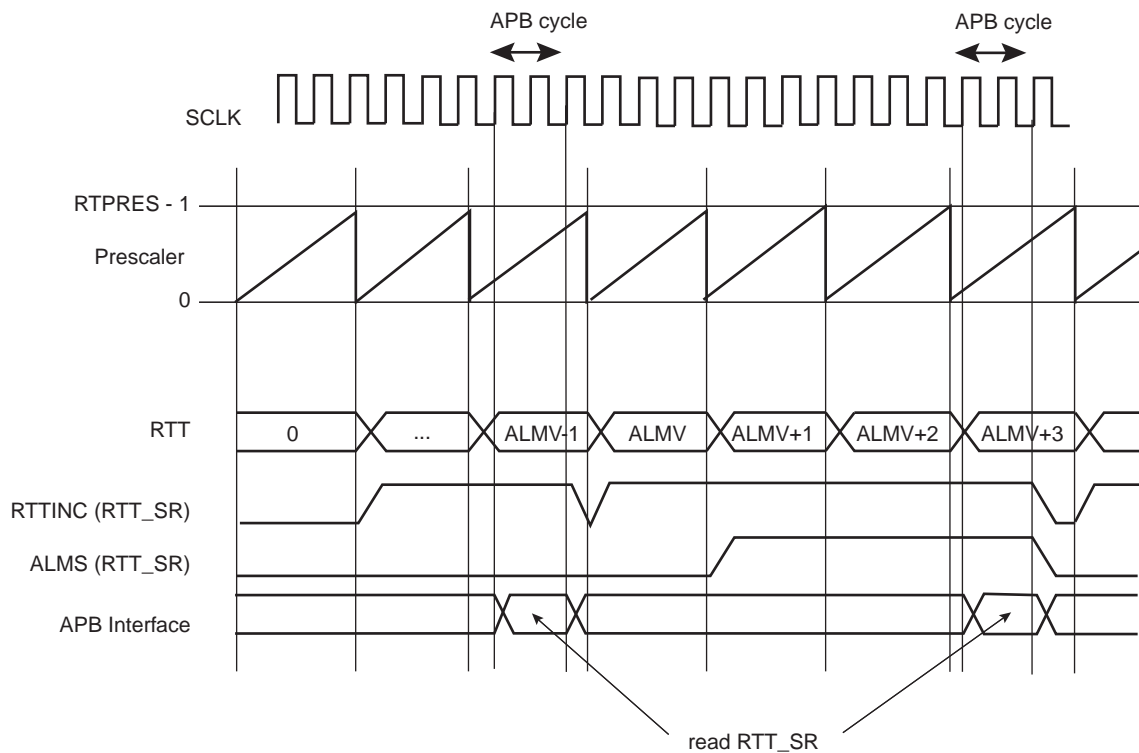 APB cycle APB cycle
SCLK
RTPRES - 1
Prescaler
0
RTT 0 ... ALMV-1 ALMV ALMV+1 ALMV+2 ALMV+3
RTTINC (RTT_SR)
ALMS (RTT_SR)
APB Interface
read RTT_SR